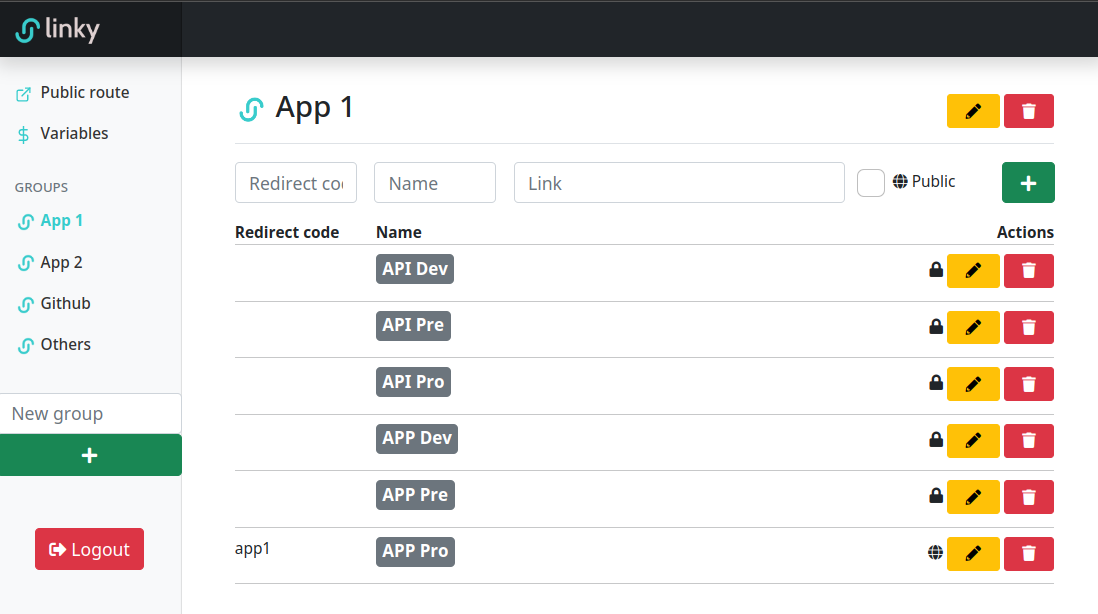 linky
Public route
Variables
GROUPS
App 1
App 2
Github
Others
New group
+
Logout
App 1
Redirect co
Name
Link
Public
+
Redirect code Name Actions
API Dev
API Pre
API Pro
APP Dev
APP Pre
app1 APP Pro